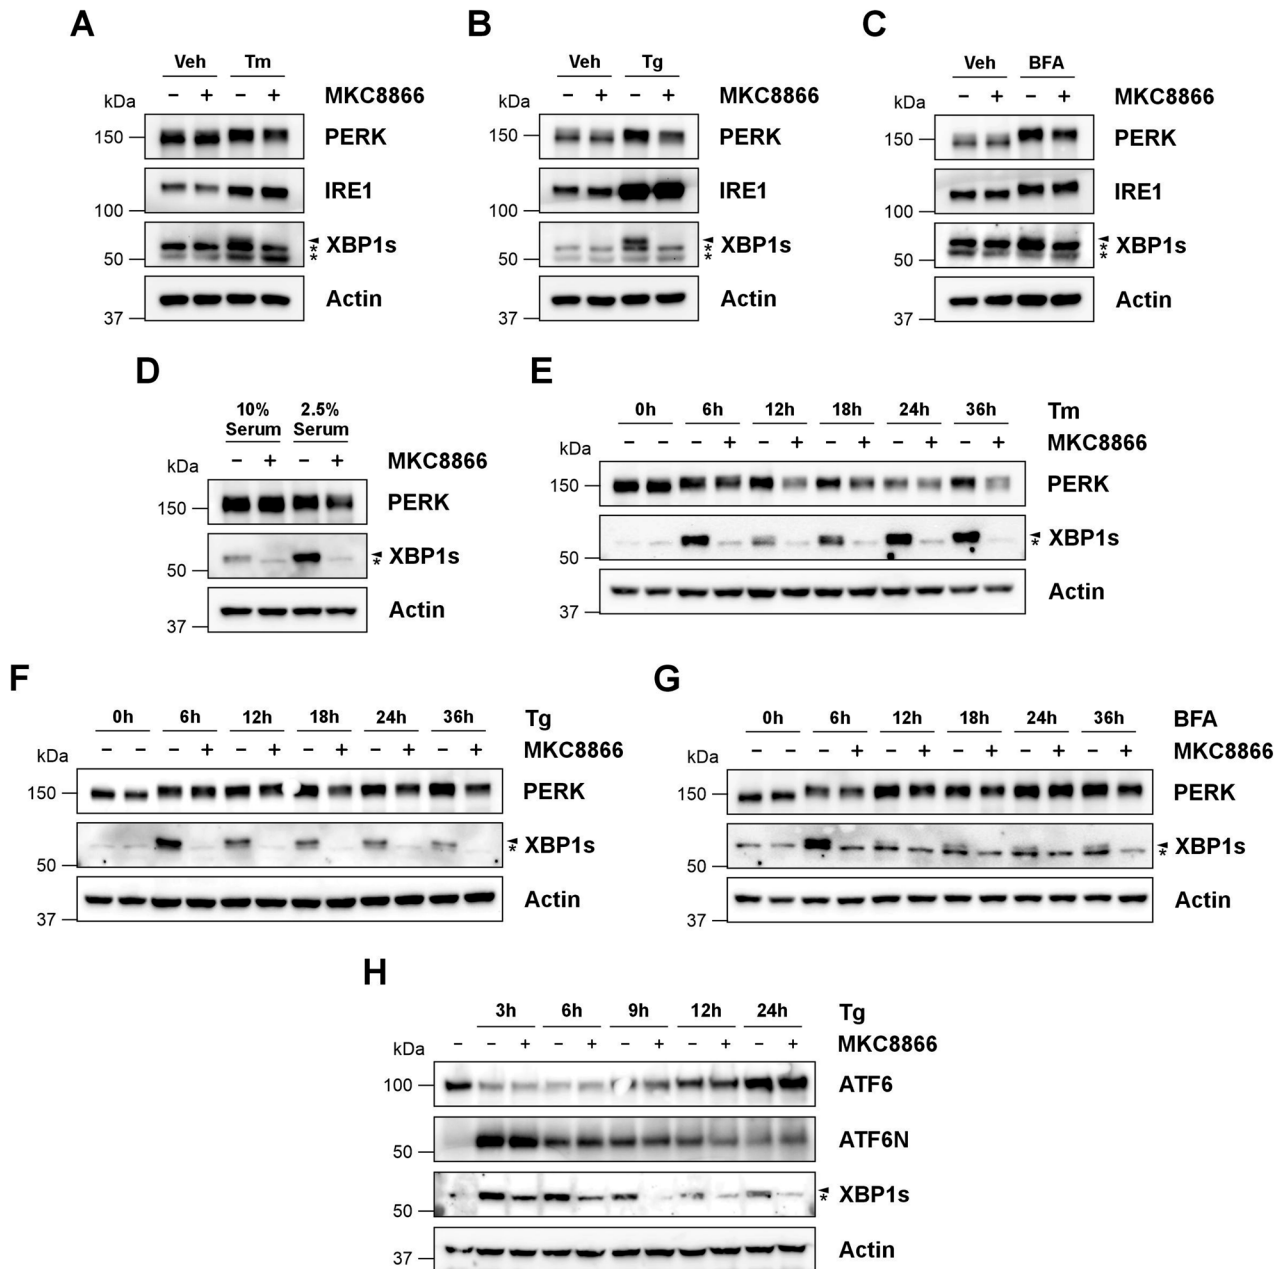 A
Veh Tm
kDa − + − + MKC8866
150 PERK
IRE1
100
XBP1s
*
50 *
Actin
37
B
Veh Tg
kDa − + − + MKC8866
150 PERK
IRE1
100
XBP1s
*
50 *
Actin
37
C
Veh BFA
kDa − + − + MKC8866
150 PERK
IRE1
100
XBP1s
*
50 *
Actin
37
D
10% 2.5%
Serum Serum
kDa − + − + MKC8866
150 PERK
XBP1s
50 *
Actin
37
E
0h 6h 12h 18h 24h 36h Tm
kDa − − − + − + − + − + − + MKC8866
150 PERK
* XBP1s
50
Actin
37
F
0h 6h 12h 18h 24h 36h Tg
kDa − − − + − + − + − + − + MKC8866
150 PERK
* XBP1s
50
Actin
37
G
0h 6h 12h 18h 24h 36h BFA
kDa − − − + − + − + − + − + MKC8866
150 PERK
* XBP1s
50
Actin
37
H
3h 6h 9h 12h 24h Tg
kDa − − + − + − + − + − + MKC8866
100 ATF6
ATF6N
50
* XBP1s
50
Actin
37